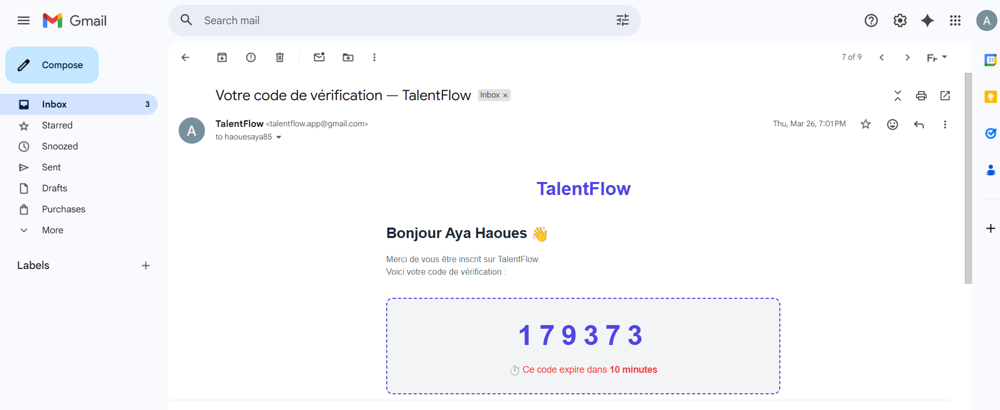 Gmail
Search mail
A
Compose
7 of 9
Inbox 3
Starred
Snoozed
Sent
Drafts
Purchases
More
Labels
Votre code de vérification — TalentFlow Inbox ×
A
TalentFlow <talentflow.app@gmail.com> Thu, Mar 26, 7:01 PM
to haouesaya85
31
TalentFlow
Bonjour Aya Haoues 👋
Merci de vous être inscrit sur TalentFlow.
Voici votre code de vérification :
1 7 9 3 7 3
⏱️ Ce code expire dans 10 minutes